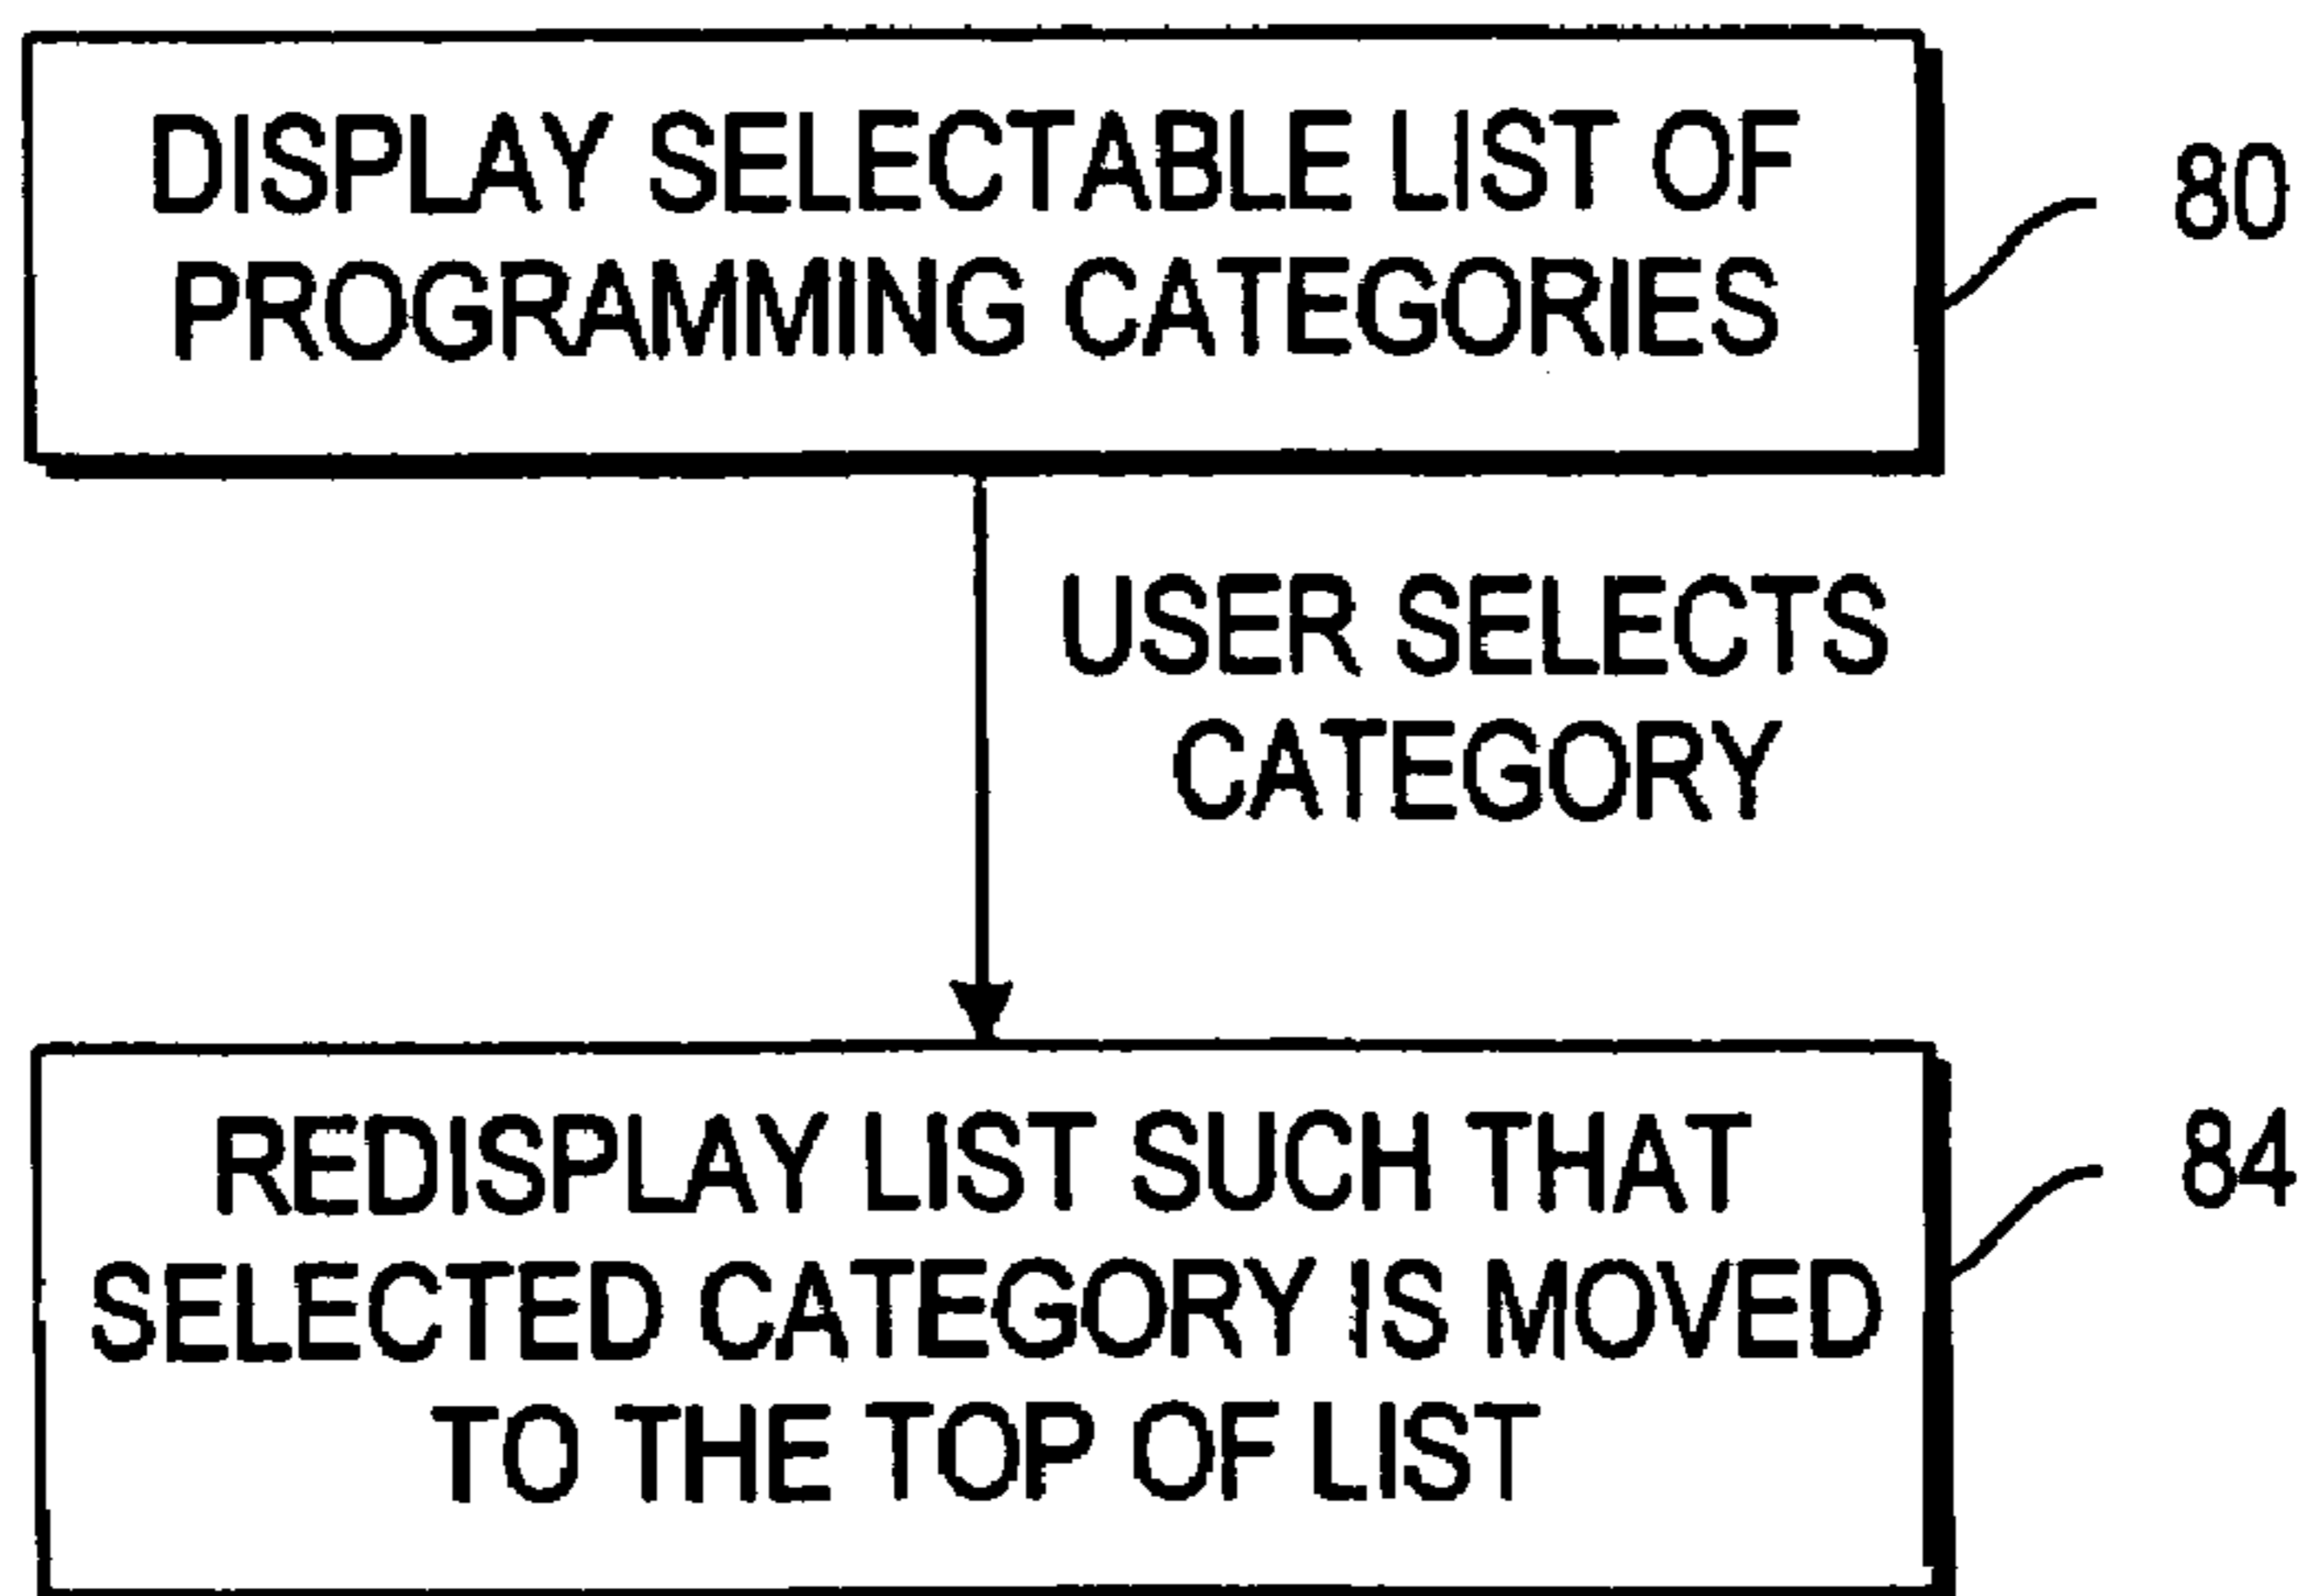 DISPLAY SELECTABLE LIST OF
PROGRAMMING CATEGORIES
80
USER SELECTS
CATEGORY
REDISPLAY LIST SUCH THAT
SELECTED CATEGORY IS MOVED
TO THE TOP OF LIST
84